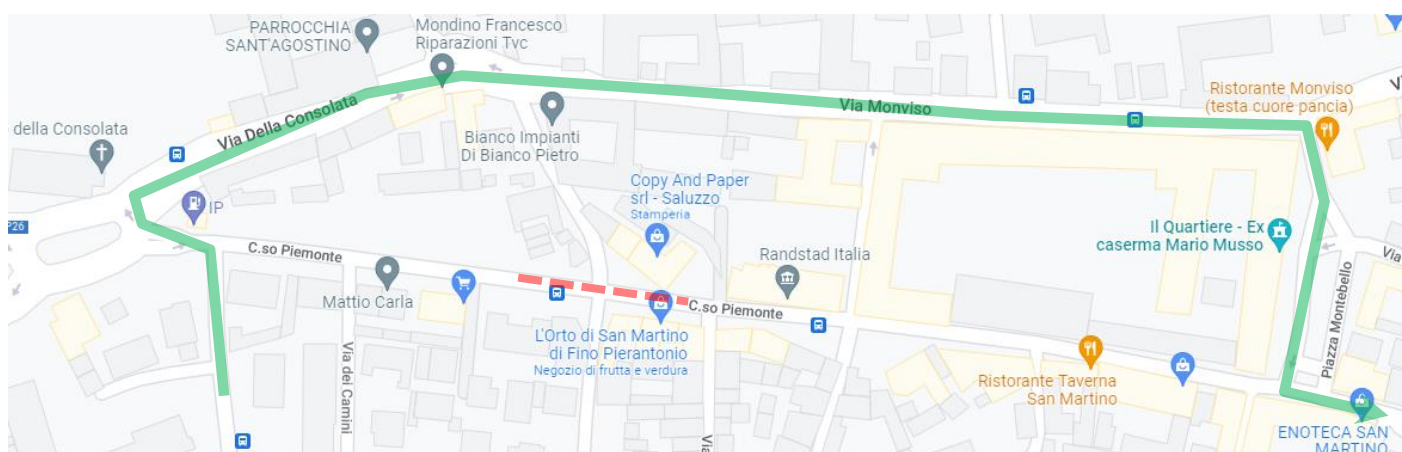 PARROCCHIA
SANT'AGOSTINO
Mondino Francesco
Riparazioni Tvc
Ristorante Monviso
(testa cuore pancia)
Via Monviso
Via Della Consolata
della Consolata
Bianco Impianti
Di Bianco Pietro
Copy And Paper
srl - Saluzzo
Stamperia
IP
P26
Il Quartiere - Ex
caserma Mario Musso
C.so Piemonte
Randstad Italia
Via
Mattio Carla
C.so Piemonte
Piazza Montebello
L'Orto di San Martino
di Fino Pierantonio
Negozio di frutta e verdura
Via dei Camini
Ristorante Taverna
San Martino
ENOTECA SAN
MARTINO